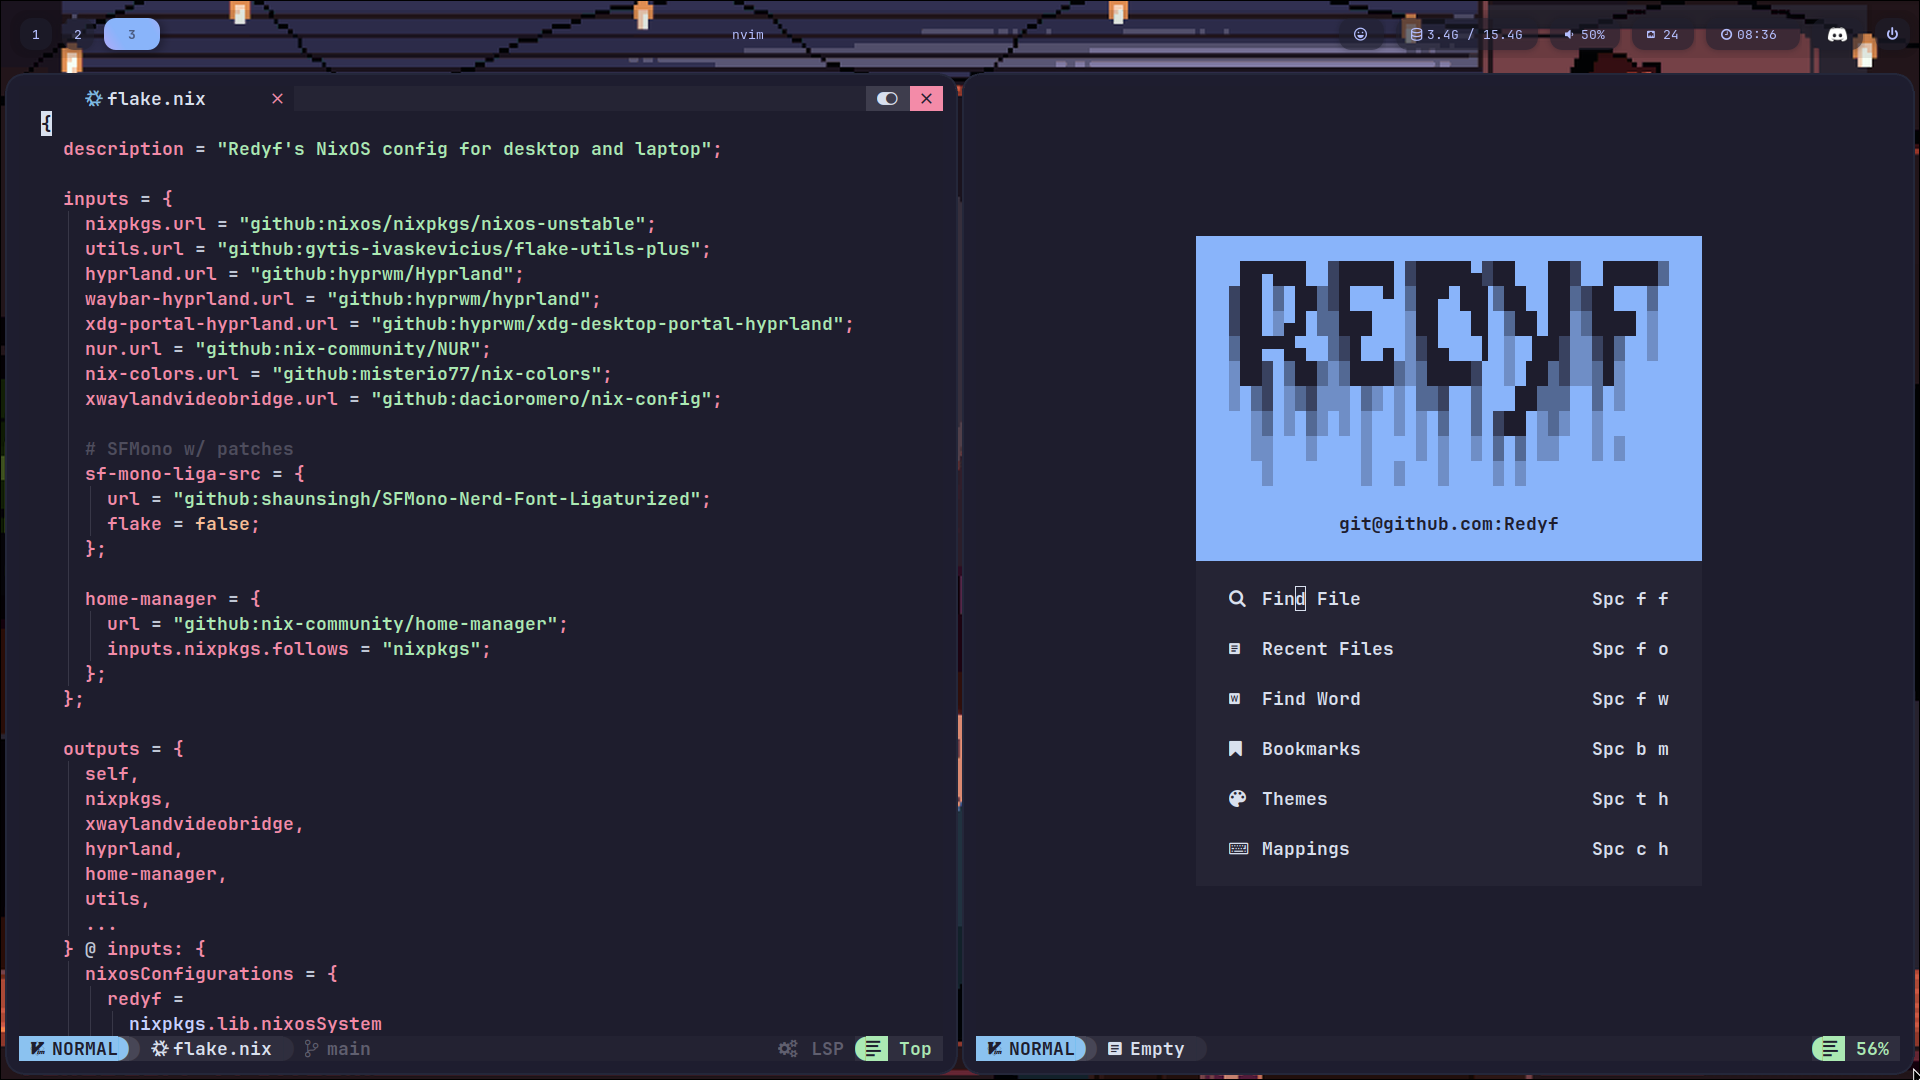 1 2 3
nvim
3.4G / 15.4G 50% 24 08:36
flake.nix
{
description = "Redyf's NixOS config for desktop and laptop";
inputs = {
nixpkgs.url = "github:nixos/nixpkgs/nixos-unstable";
utils.url = "github:gytis-ivaskevicius/flake-utils-plus";
hyprland.url = "github:hyprwm/Hyprland";
waybar-hyprland.url = "github:hyprwm/hyprland";
xdg-portal-hyprland.url = "github:hyprwm/xdg-desktop-portal-hyprland";
nur.url = "github:nix-community/NUR";
nix-colors.url = "github:misterio77/nix-colors";
xwaylandvideobridge.url = "github:dacioromero/nix-config";
# SFMono w/ patches
sf-mono-liga-src = {
url = "github:shaunsingh/SFMono-Nerd-Font-Ligaturized";
flake = false;
};
home-manager = {
url = "github:nix-community/home-manager";
inputs.nixpkgs.follows = "nixpkgs";
};
};
outputs = {
self,
nixpkgs,
xwaylandvideobridge,
hyprland,
home-manager,
utils,
...
} @ inputs: {
nixosConfigurations = {
redyf =
nixpkgs.lib.nixosSystem
NORMAL flake.nix main LSP Top
REDYF
git@github.com:Redyf
Find File Spc f f
Recent Files Spc f o
Find Word Spc f w
Bookmarks Spc b m
Themes Spc t h
Mappings Spc c h
NORMAL Empty 56%